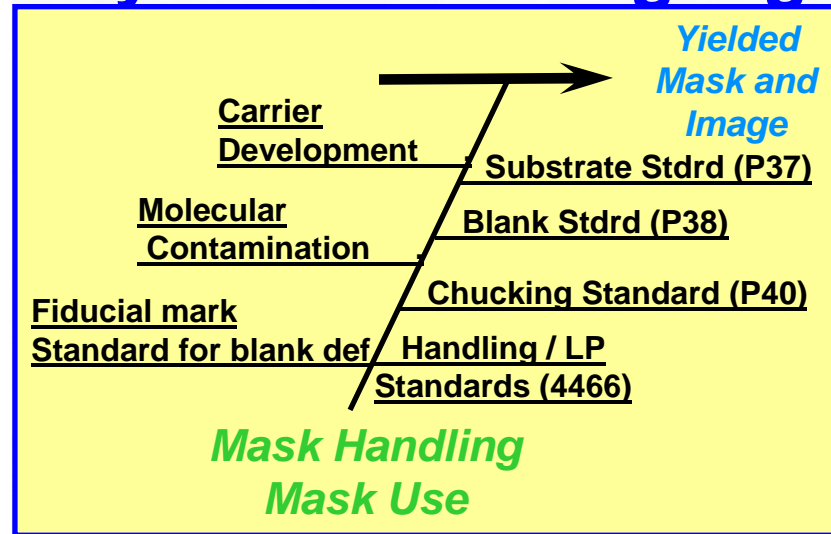 Yielded
Mask and
Image
Carrier
Development
Substrate Stdrd (P37)
Molecular
Contamination
Blank Stdrd (P38)
Chucking Standard (P40)
Fiducial mark
Standard for blank def
Handling / LP
Standards (4466)
Mask Handling
Mask Use